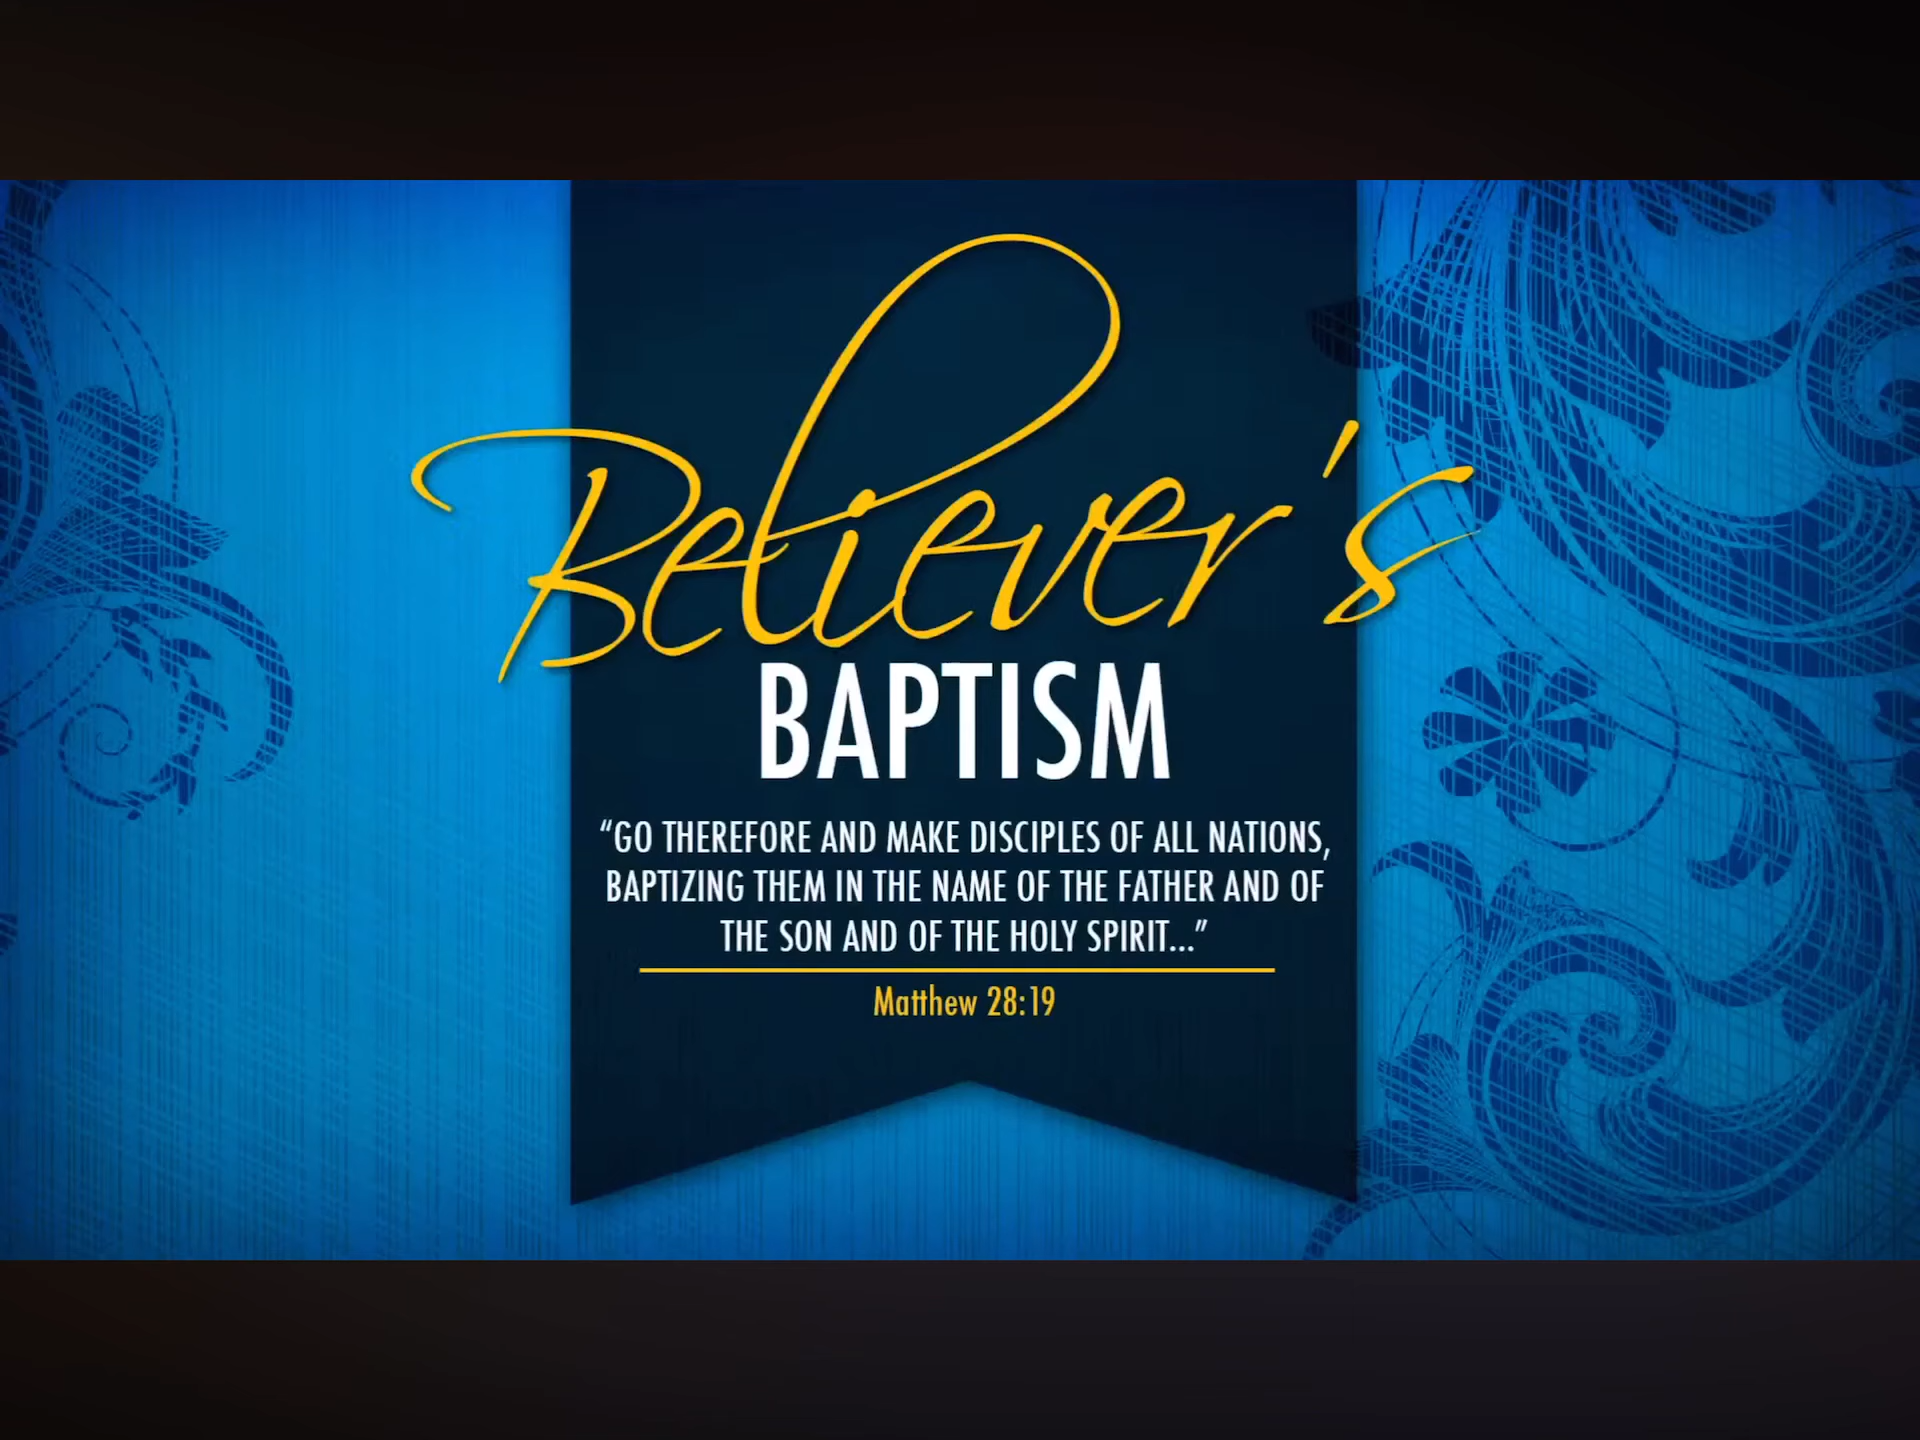 Believer's
BAPTISM
“GO THEREFORE AND MAKE DISCIPLES OF ALL NATIONS,
BAPTIZING THEM IN THE NAME OF THE FATHER AND OF
THE SON AND OF THE HOLY SPIRIT...”
Matthew 28:19